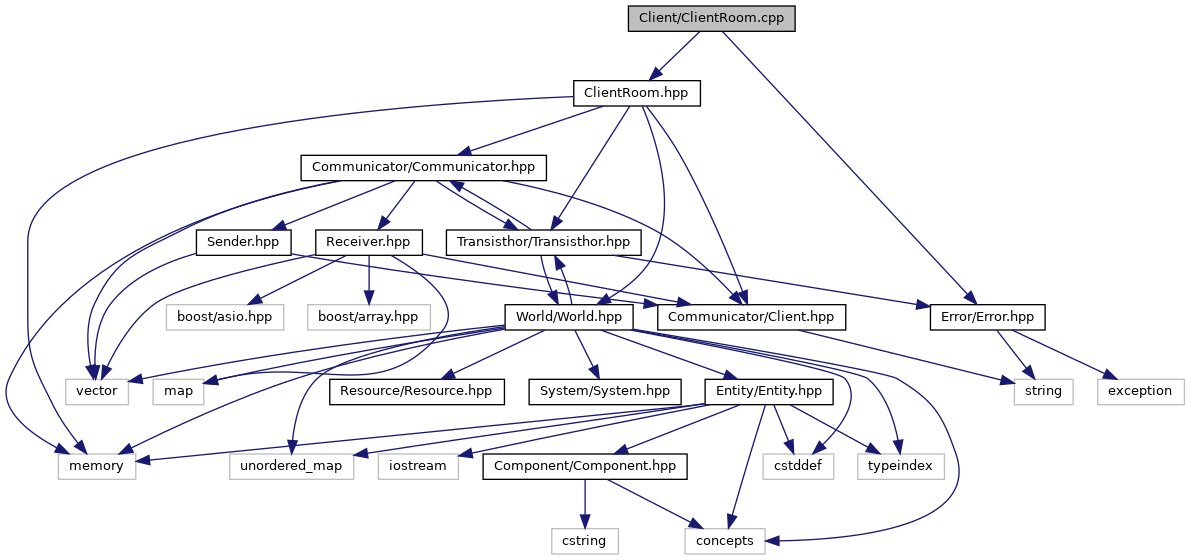 Client/ClientRoom.cpp
ClientRoom.hpp
Communicator/Communicator.hpp
Sender.hpp
Receiver.hpp
Transisthor/Transisthor.hpp
boost/asio.hpp
boost/array.hpp
World/World.hpp
Communicator/Client.hpp
Error/Error.hpp
vector
map
Resource/Resource.hpp
System/System.hpp
Entity/Entity.hpp
string
exception
memory
unordered_map
iostream
Component/Component.hpp
cstddef
typeindex
cstring
concepts